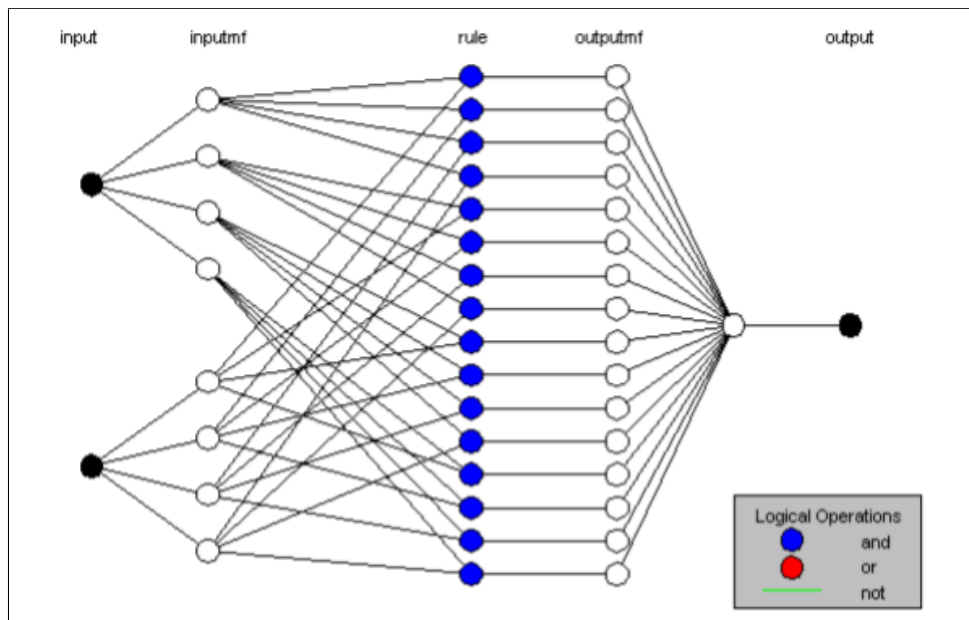 input
inputmf
rule
outputmf
output
Logical Operations
and
or
not